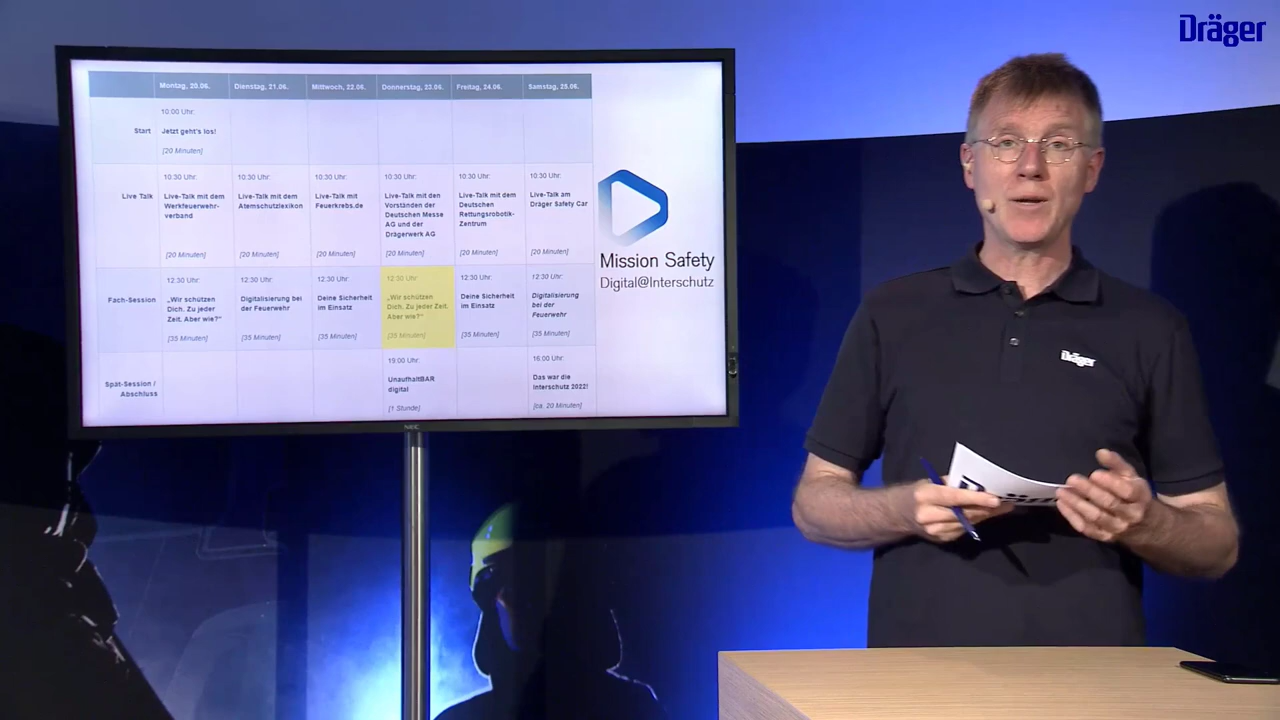 Dräger
Montag, 20.06. Dienstag, 21.06. Mittwoch, 22.06. Donnerstag, 23.06. Freitag, 24.06. Samstag, 25.06.
Start
10.00 Uhr:
Jetzt geht's los!
[20 Minuten]
Live Talk
10:30 Uhr:
Live-Talk mit dem
Werkfeuerwehr-
verband
[20 Minuten]
10:30 Uhr:
Live-Talk mit dem
Atemschutzlexikon
[20 Minuten]
10:30 Uhr:
Live-Talk mit
Feuerkrebs.de
[20 Minuten]
10:30 Uhr:
Live-Talk mit den
Vorständen der
Deutschen Messe
AG und der
Drägerwerk AG
[20 Minuten]
10:30 Uhr:
Live-Talk mit dem
Deutschen
Rettungsrobotik-
Zentrum
[20 Minuten]
10:30 Uhr:
Live-Talk am
Dräger Safety Car
[20 Minuten]
Fach-Session
12:30 Uhr:
„Wir schützen
Dich. Zu jeder
Zeit. Aber wie?"
[35 Minuten]
12:30 Uhr:
Digitalisierung bei
der Feuerwehr
[35 Minuten]
12:30 Uhr:
Deine Sicherheit
im Einsatz
[35 Minuten]
12:30 Uhr:
„Wir schützen
Dich. Zu jeder Zeit.
Aber wie?"
[35 Minuten]
12:30 Uhr:
Deine Sicherheit
im Einsatz
[35 Minuten]
12:30 Uhr:
Digitalisierung
bei der
Feuerwehr
[35 Minuten]
Spät-Session /
Abschluss
19:00 Uhr:
UnaufhaltBAR
digital
[1 Stunde]
16:00 Uhr:
Das war die
Interschutz 2022!
[ca. 20 Minuten]
Mission Safety
Digital@Interschutz
NEC
Dräger